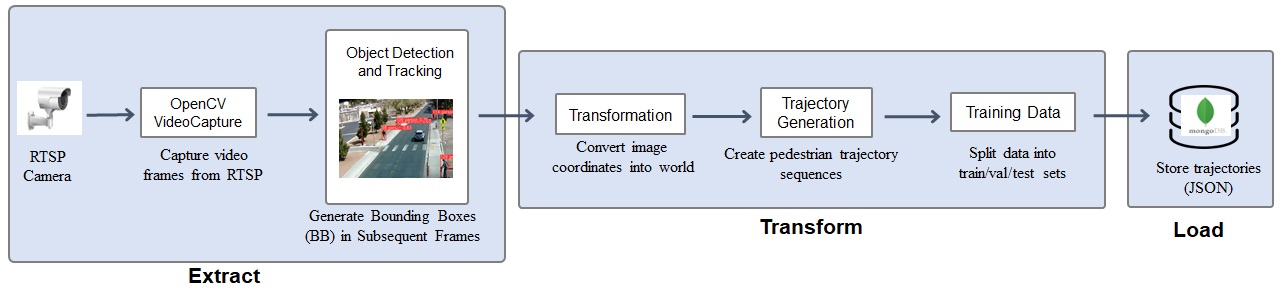 RTSP
Camera
OpenCV
VideoCapture
Capture video
frames from RTSP
Object Detection
and Tracking
Generate Bounding Boxes
(BB) in Subsequent Frames
Extract
Transformation
Convert image
coordinates into world
Trajectory
Generation
Create pedestrian trajectory
sequences
Training Data
Split data into
train/val/test sets
Transform
mongoDB
Store trajectories
(JSON)
Load